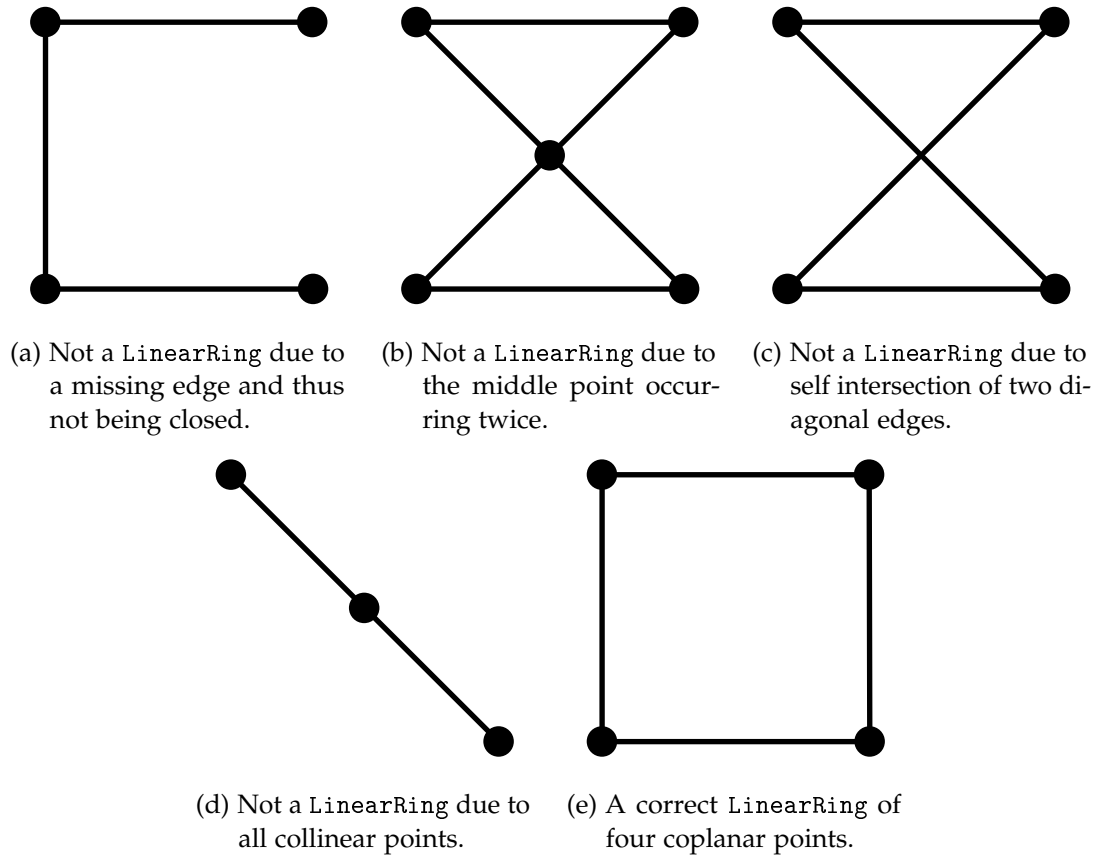 (a) Not a LinearRing due to
a missing edge and thus
not being closed.
(b) Not a LinearRing due to
the middle point occur-
ring twice.
(c) Not a LinearRing due to
self intersection of two di-
agonal edges.
(d) Not a LinearRing due to
all collinear points.
(e) A correct LinearRing of
four coplanar points.